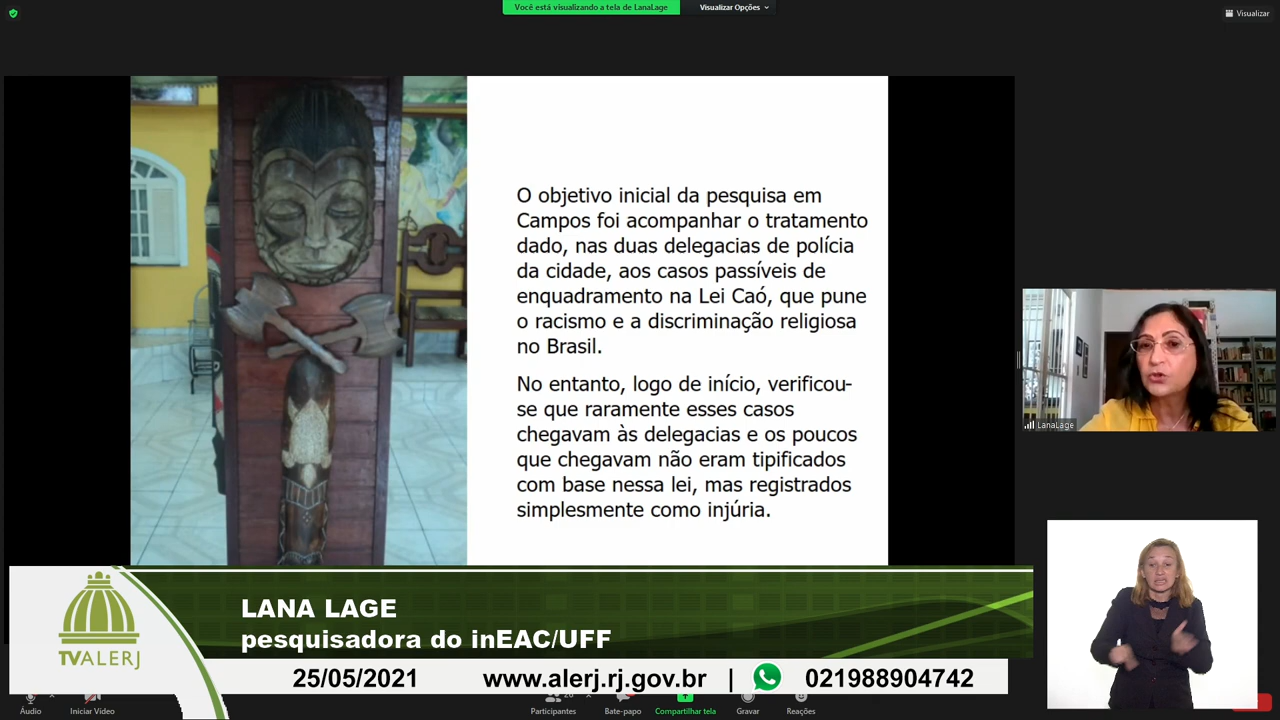 Você está visualizando a tela de LanaLage
Visualizar Opções
Visualizar
O objetivo inicial da pesquisa em
Campos foi acompanhar o tratamento
dado, nas duas delegacias de polícia
da cidade, aos casos passíveis de
enquadramento na Lei Caó, que pune
o racismo e a discriminação religiosa
no Brasil.
No entanto, logo de início, verificou-
se que raramente esses casos
chegavam às delegacias e os poucos
que chegavam não eram tipificados
com base nessa lei, mas registrados
simplesmente como injúria.
LanaLage
TVALERJ
LANA LAGE
pesquisadora do inEAC/UFF
25/05/2021
www.alerj.rj.gov.br | 021988904742
Áudio
Iniciar Vídeo
Participantes
Bate-papo
Compartilhar tela
Gravar
Reações